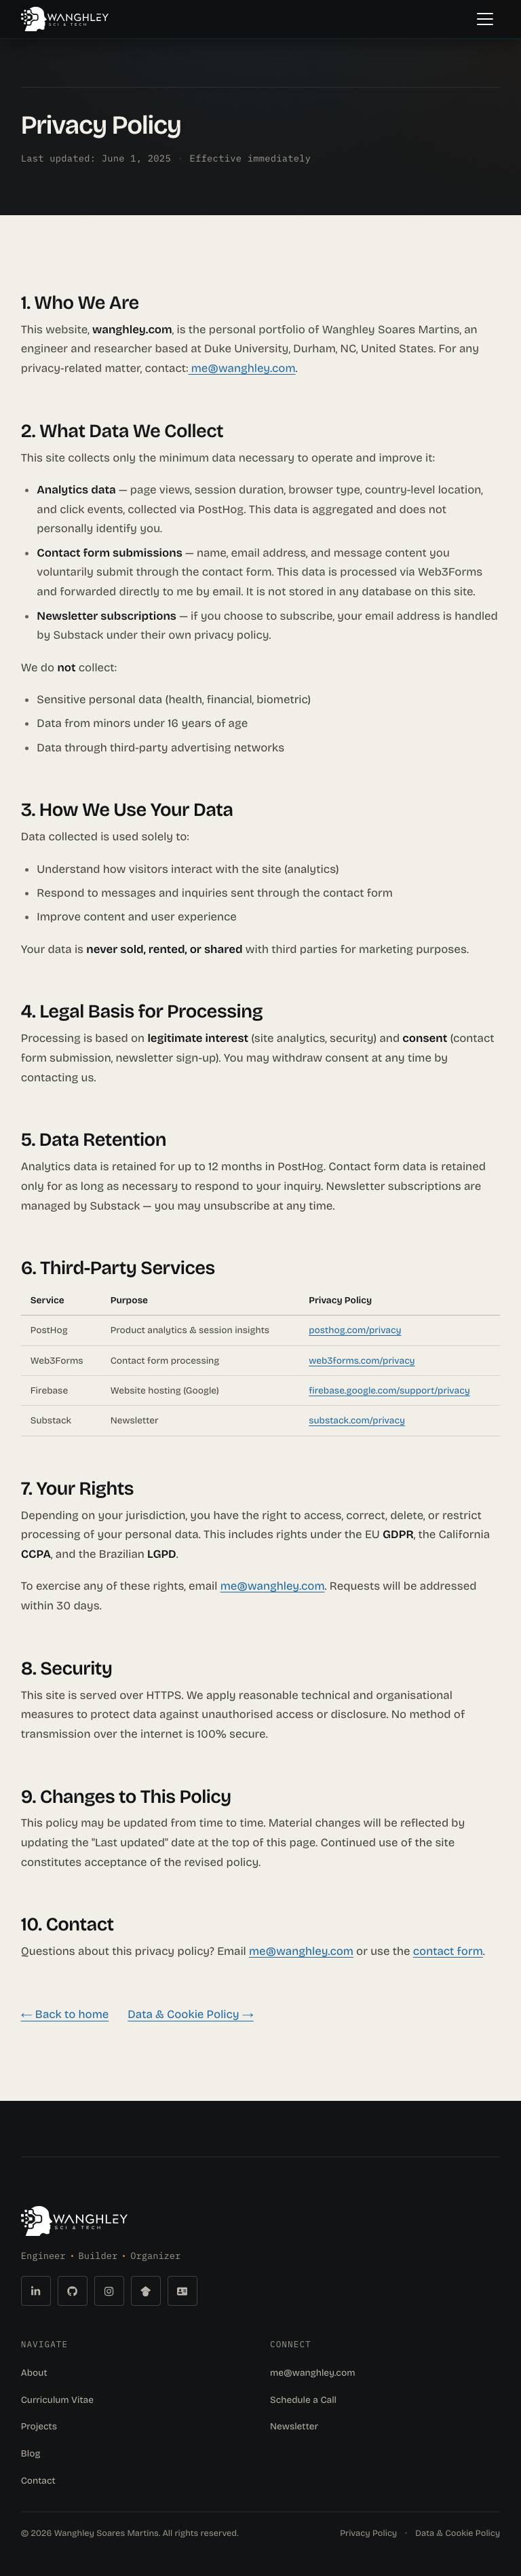 WANGHLEY
SCI & TECH
Privacy Policy
Last updated: June 1, 2025 · Effective immediately
1. Who We Are
This website, wanghley.com, is the personal portfolio of Wanghley Soares Martins, an
engineer and researcher based at Duke University, Durham, NC, United States. For any
privacy-related matter, contact: me@wanghley.com.
2. What Data We Collect
This site collects only the minimum data necessary to operate and improve it:
• Analytics data — page views, session duration, browser type, country-level location,
and click events, collected via PostHog. This data is aggregated and does not
personally identify you.
• Contact form submissions — name, email address, and message content you
voluntarily submit through the contact form. This data is processed via Web3Forms
and forwarded directly to me by email. It is not stored in any database on this site.
• Newsletter subscriptions — if you choose to subscribe, your email address is handled
by Substack under their own privacy policy.
We do not collect:
• Sensitive personal data (health, financial, biometric)
• Data from minors under 16 years of age
• Data through third-party advertising networks
3. How We Use Your Data
Data collected is used solely to:
• Understand how visitors interact with the site (analytics)
• Respond to messages and inquiries sent through the contact form
• Improve content and user experience
Your data is never sold, rented, or shared with third parties for marketing purposes.
4. Legal Basis for Processing
Processing is based on legitimate interest (site analytics, security) and consent (contact
form submission, newsletter sign-up). You may withdraw consent at any time by
contacting us.
5. Data Retention
Analytics data is retained for up to 12 months in PostHog. Contact form data is retained
only for as long as necessary to respond to your inquiry. Newsletter subscriptions are
managed by Substack — you may unsubscribe at any time.
6. Third-Party Services
Service Purpose Privacy Policy
PostHog Product analytics & session insights posthog.com/privacy
Web3Forms Contact form processing web3forms.com/privacy
Firebase Website hosting (Google) firebase.google.com/support/privacy
Substack Newsletter substack.com/privacy
7. Your Rights
Depending on your jurisdiction, you have the right to access, correct, delete, or restrict
processing of your personal data. This includes rights under the EU GDPR, the California
CCPA, and the Brazilian LGPD.
To exercise any of these rights, email me@wanghley.com. Requests will be addressed
within 30 days.
8. Security
This site is served over HTTPS. We apply reasonable technical and organisational
measures to protect data against unauthorised access or disclosure. No method of
transmission over the internet is 100% secure.
9. Changes to This Policy
This policy may be updated from time to time. Material changes will be reflected by
updating the "Last updated" date at the top of this page. Continued use of the site
constitutes acceptance of the revised policy.
10. Contact
Questions about this privacy policy? Email me@wanghley.com or use the contact form.
← Back to home Data & Cookie Policy →
WANGHLEY
SCI & TECH
Engineer • Builder • Organizer
NAVIGATE
About
Curriculum Vitae
Projects
Blog
Contact
CONNECT
me@wanghley.com
Schedule a Call
Newsletter
© 2026 Wanghley Soares Martins. All rights reserved.
Privacy Policy · Data & Cookie Policy